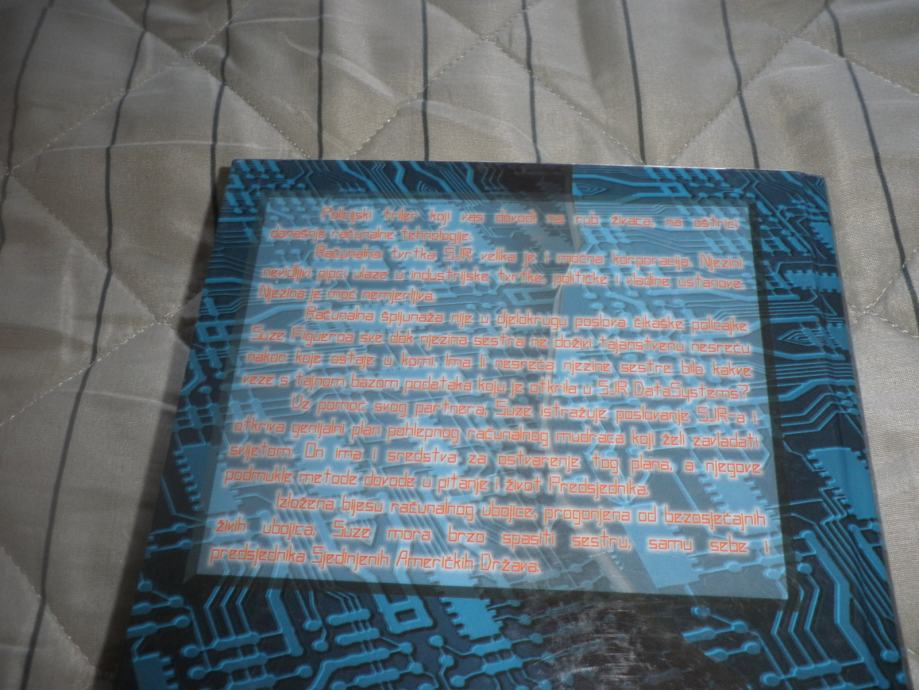 Policijski triler koji vas dovodi na rub živaca, na oštrici
današnje računalne tehnologije.
Računalna tvrtka SJR velika je i moćna korporacija. Njezini
nevidljivi pipci ulaze u industrijske tvrtke, političke i vladine ustanove.
Njezina je moć nemjerljiva.
Računalna špijunaža nije u djelokrugu poslova čikaške policajke
Suze Figueroa sve dok njezina sestra ne doživi tajanstvenu nesreću
nakon koje ostaje u komi. Ima li nesreća njezine sestre bilo kakve
veze s tajnom bazom podataka koju je otkrila u SJR DataSystems?
Uz pomoć svog partnera, Suze istražuje poslovanje SJR-a i
otkriva genijalni plan pohlepnog računalnog mudraca koji želi zavladati
svijetom. On ima i sredstva za ostvarenje tog plana, a njegove
podmukle metode dovode u pitanje i život Predsjednika.
Izložena bijesu računalnog ubojice, progonjena od bezosjećajnih
živih ubojica, Suze mora brzo spasiti sestru, samu sebe i
predsjednika Sjedinjenih Američkih Država.